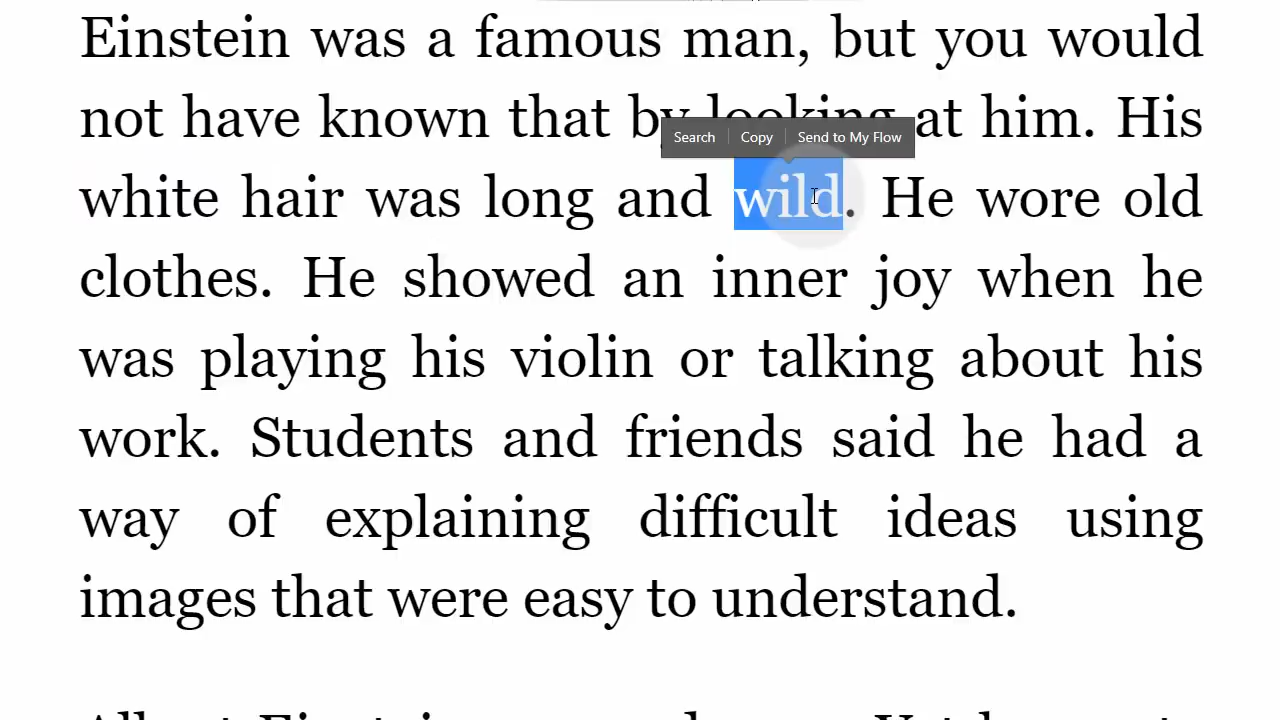 Einstein was a famous man, but you would
not have known that by looking at him. His
Search Copy Send to My Flow
white hair was long and wild. He wore old
clothes. He showed an inner joy when he
was playing his violin or talking about his
work. Students and friends said he had a
way of explaining difficult ideas using
images that were easy to understand.